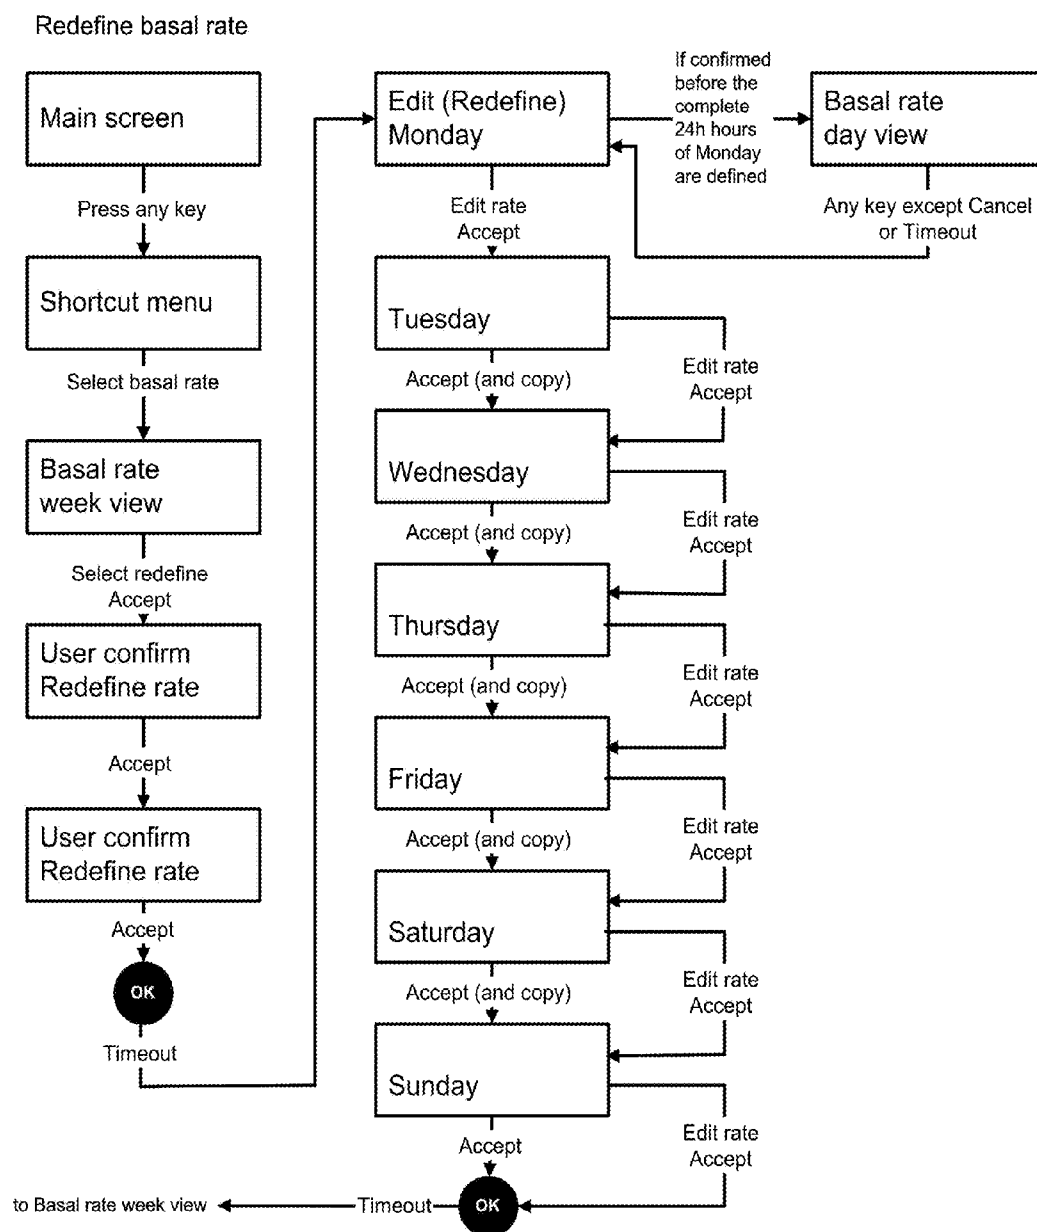 Redefine basal rate
Main screen
Press any key
Shortcut menu
Select basal rate
Basal rate
week view
Select redefine
Accept
User confirm
Redefine rate
Accept
User confirm
Redefine rate
Accept
OK
Timeout
Edit (Redefine)
Monday
If confirmed
before the
complete
24h hours
of Monday
are defined
Basal rate
day view
Any key except Cancel
or Timeout
Edit rate
Accept
Tuesday
Edit rate
Accept
Accept (and copy)
Wednesday
Edit rate
Accept
Accept (and copy)
Thursday
Edit rate
Accept
Accept (and copy)
Friday
Edit rate
Accept
Accept (and copy)
Saturday
Edit rate
Accept
Accept (and copy)
Sunday
Edit rate
Accept
Accept
OK
Timeout
to Basal rate week view